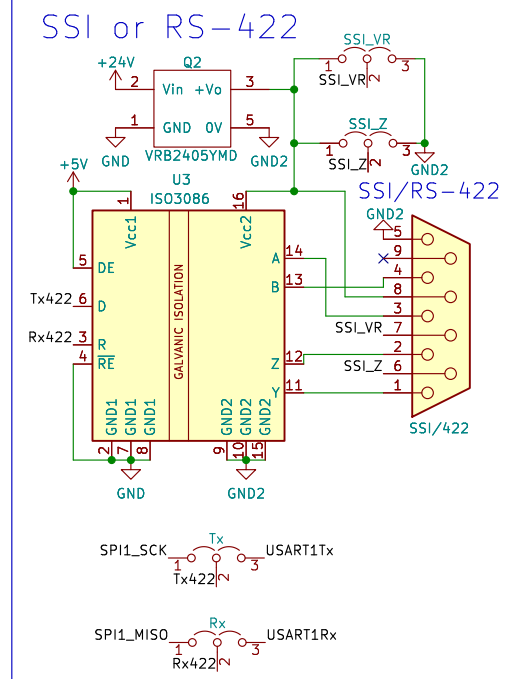 SSI or RS-422
SSI_VR
+24V
Q2
1
3
SSI_VR
2
2
Vin
+Vo
3
1
GND
0V
5
SSI_Z
GND
VRB2405YMD
GND2
1
3
SSI_Z
2
GND2
+5V
U3
ISO3086
SSI/RS-422
1
16
Vcc1
Vcc2
GND2
5
9
5
DE
A
14
4
B
13
8
Tx422
6
D
3
GALVANIC ISOLATION
SSI_VR
7
Rx422
3
R
2
4
RE
Z
12
SSI_Z
6
Y
11
1
GND1
GND1
GND1
GND2
GND2
GND2
SSI/422
2
7
8
9
10
15
GND
GND2
Tx
SPI1_SCK
USART1Tx
1
3
Tx422
2
Rx
SPI1_MISO
USART1Rx
1
3
Rx422
2